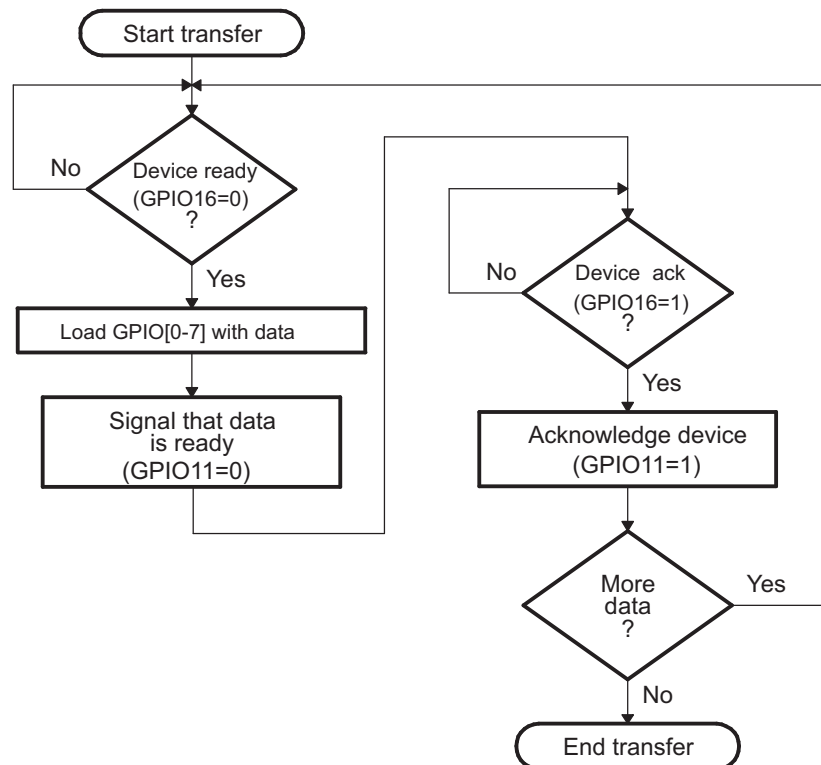 Start transfer
No
Device ready
(GPIO16=0)
?
Yes
Load GPIO[0-7] with data
Signal that data
is ready
(GPIO11=0)
No
Device ack
(GPIO16=1)
?
Yes
Acknowledge device
(GPIO11=1)
More
data
?
Yes
No
End transfer